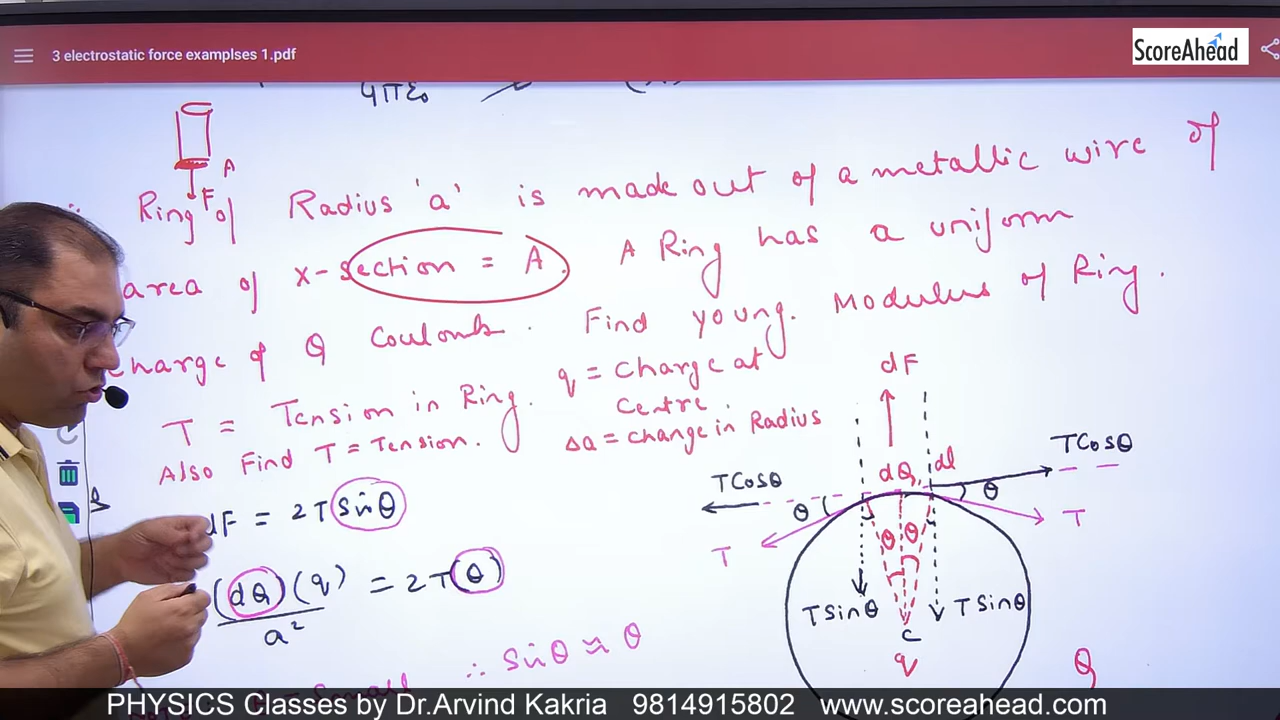 3 electrostatic force examplses 1.pdf
ScoreAhead
4πε₀
A
F
Ring of Radius 'a' is made out of a metallic wire of
area of x-section = A. A Ring has a uniform
charge of Q Coulombs. Find young. Modulus of Ring.
T = Tension in Ring. q = Charge at
Centre.
Also Find T = Tension. Δa = change in Radius
dF
dF = 2T sinθ
TCosθ
dQ, dl
TCosθ
θ
θ
T
T
θ θ
(dQ)(q) = 2T(θ)
a²
TSinθ
TSinθ
C
q
Q
small ∴ sinθ ≈ θ
PHYSICS Classes by Dr.Arvind Kakria 9814915802 www.scoreahead.com